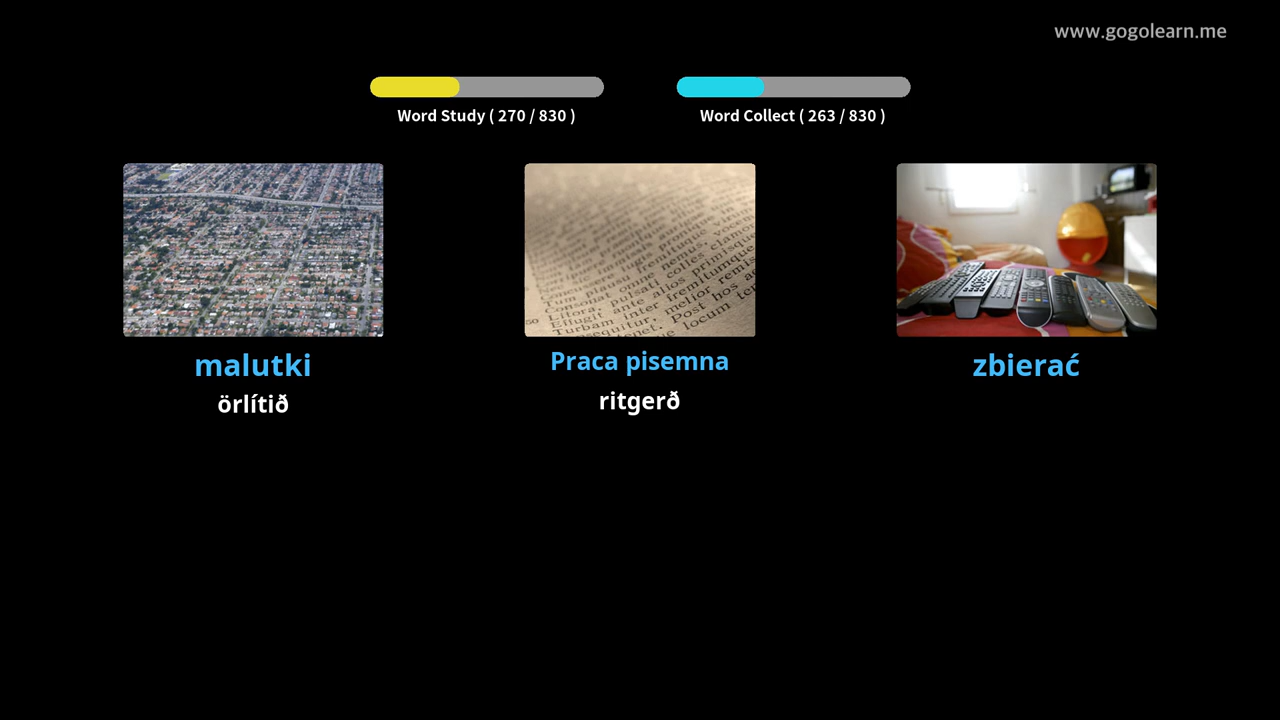 www.gogolearn.me
Word Study ( 270 / 830 )
Word Collect ( 263 / 830 )
malutki
örlítið
Praca pisemna
ritgerð
zbierać